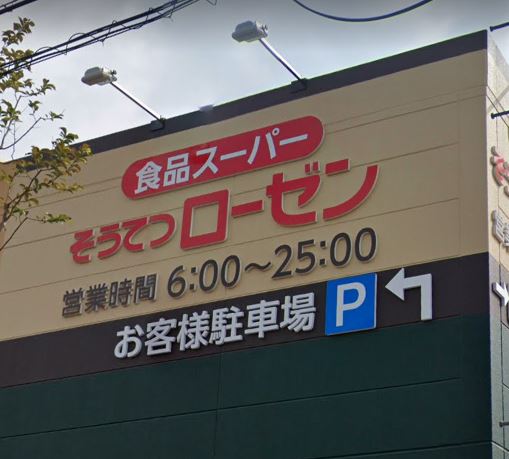 食品スーパー
そうてつローゼン
営業時間 6:00～25:00
お客様駐車場 P